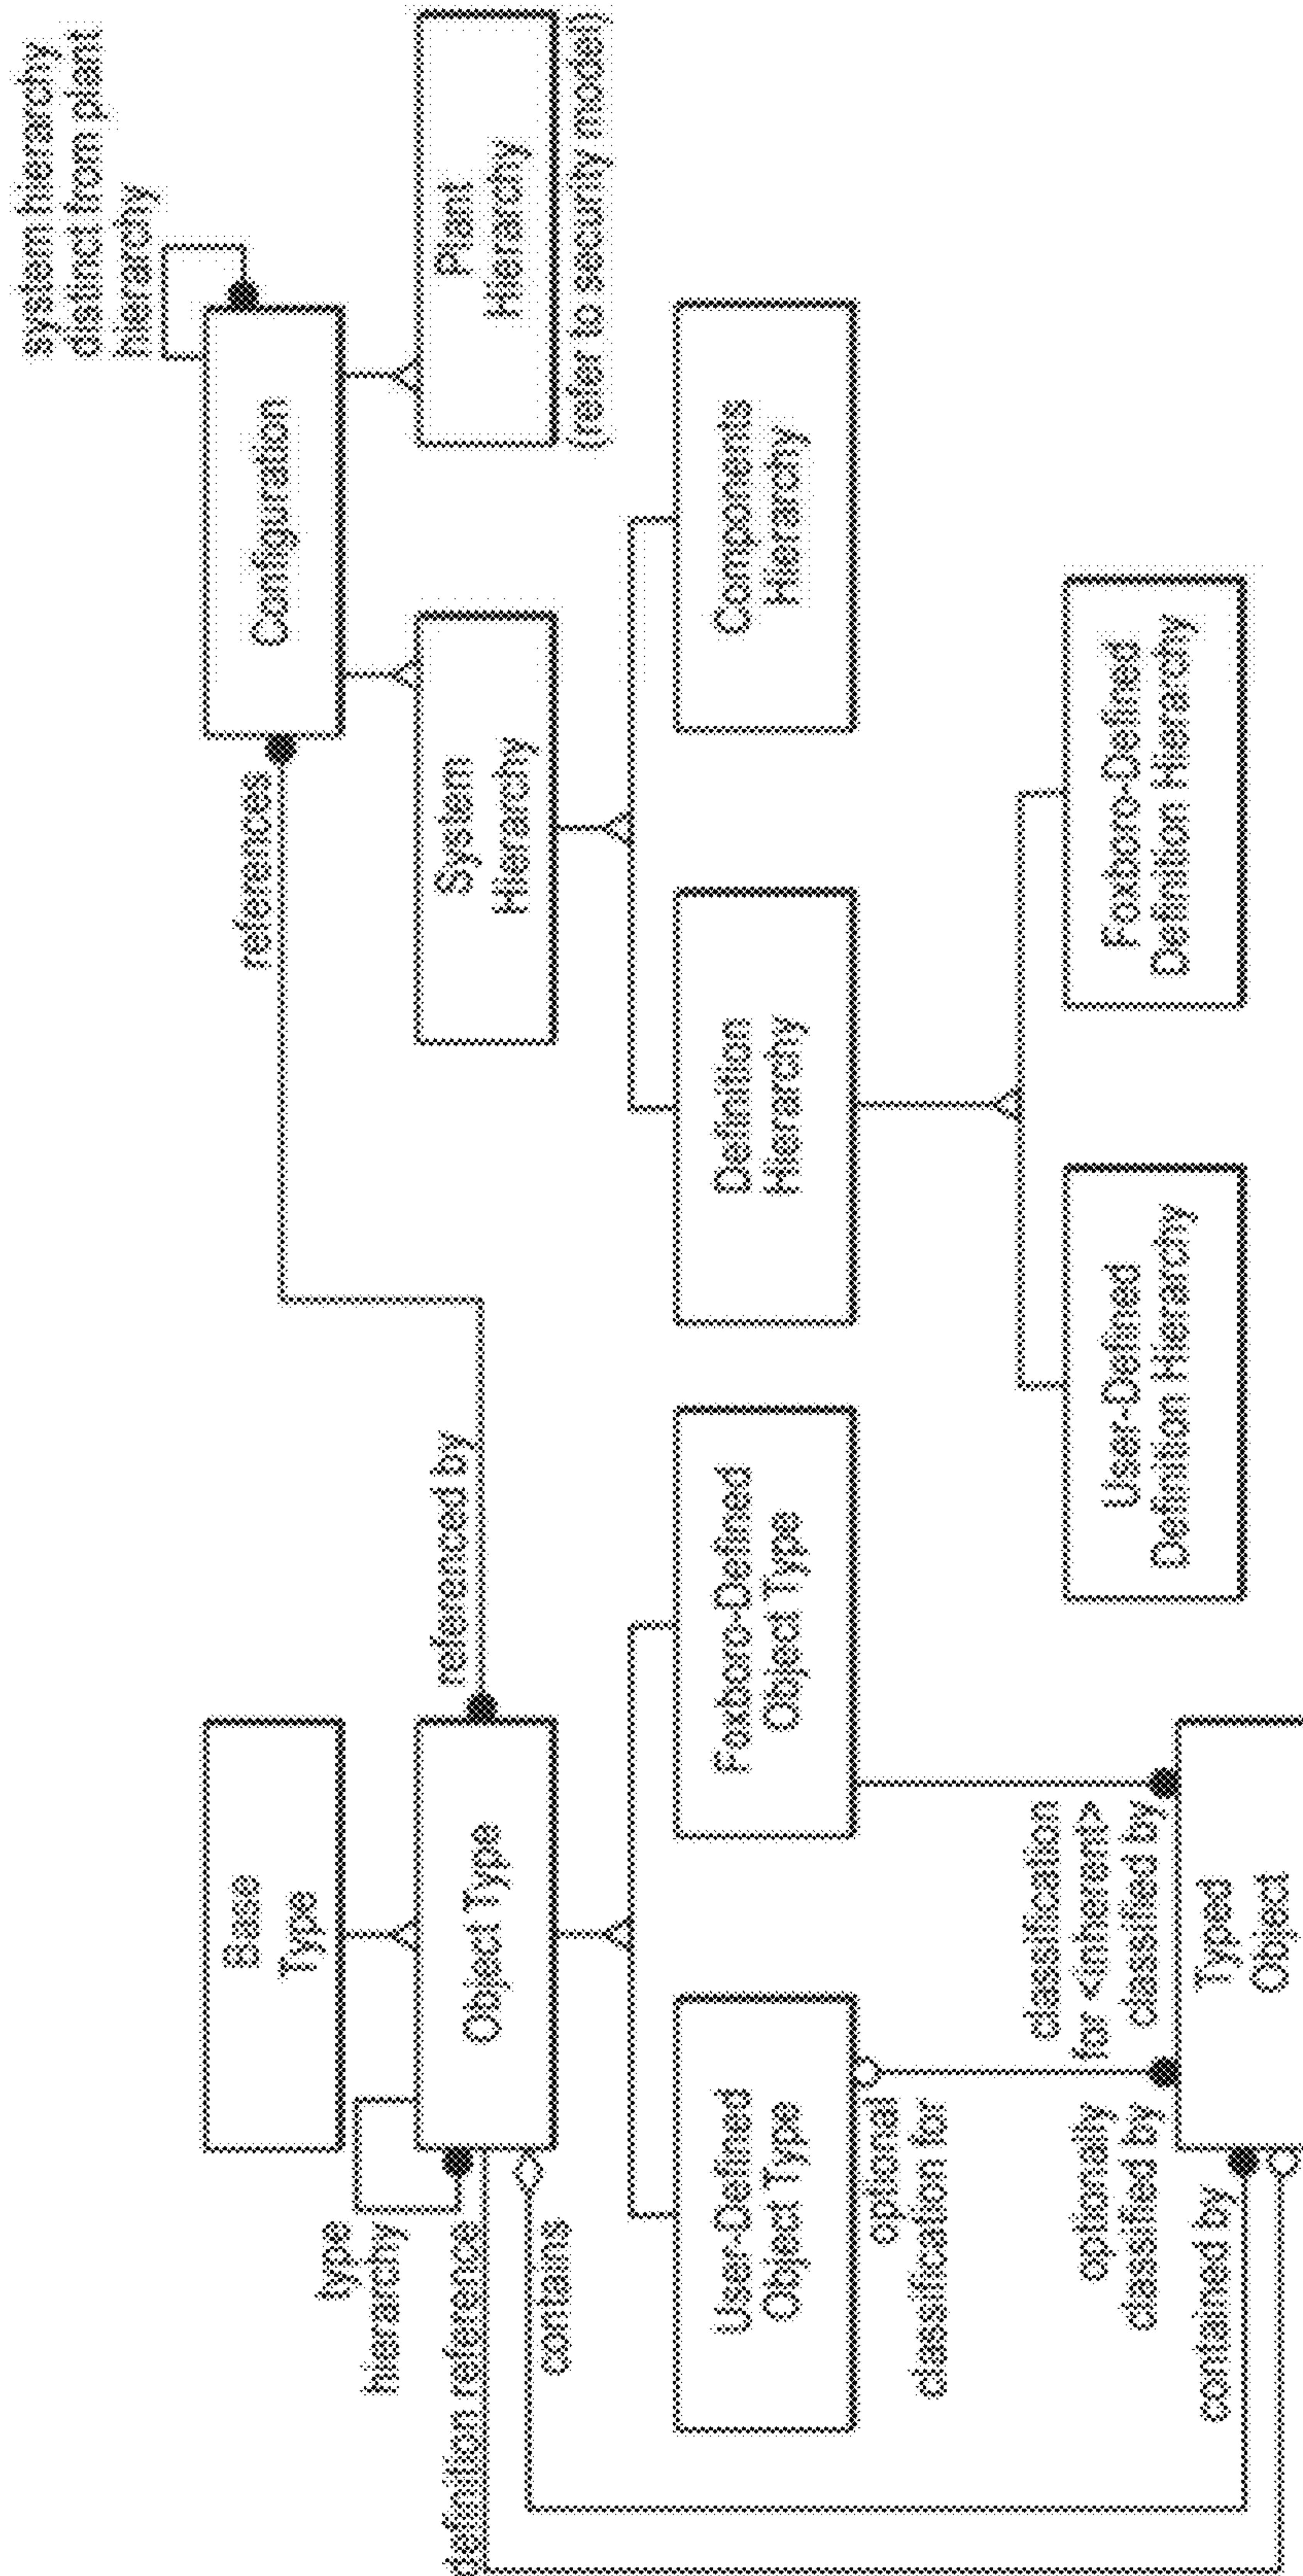 system hierarchy
distinct from plant
hierarchy
Base
Type
references
Configuration
type
hierarchy
Object Type
referenced by
System
Hierarchy
Plant
Hierarchy
(refer to security model)
definition reference
contains
User-Defined
Object Type
Foxboro-Defined
Object Type
Definition
Hierarchy
Components
Hierarchy
optional
classification for
classification
for <inherent>
classified by
optionally
classified by
User-Defined
Definition Hierarchy
Foxboro-Defined
Definition Hierarchy
contained by
Typed
Object